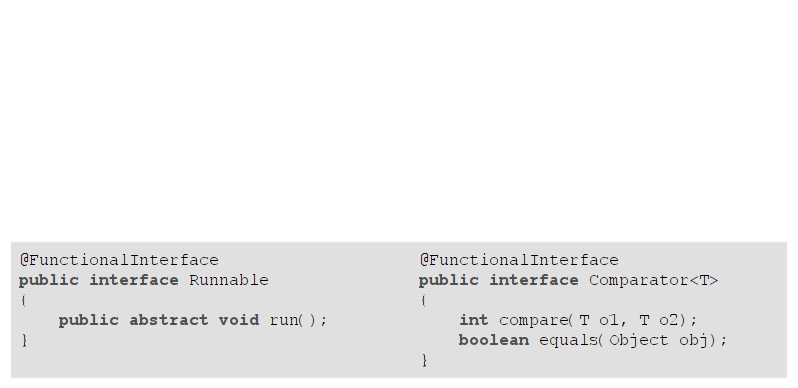 @FunctionalInterface
public interface Runnable
{
    public abstract void run();
}
@FunctionalInterface
public interface Comparator<T>
{
    int compare(T o1, T o2);
    boolean equals(Object obj);
}